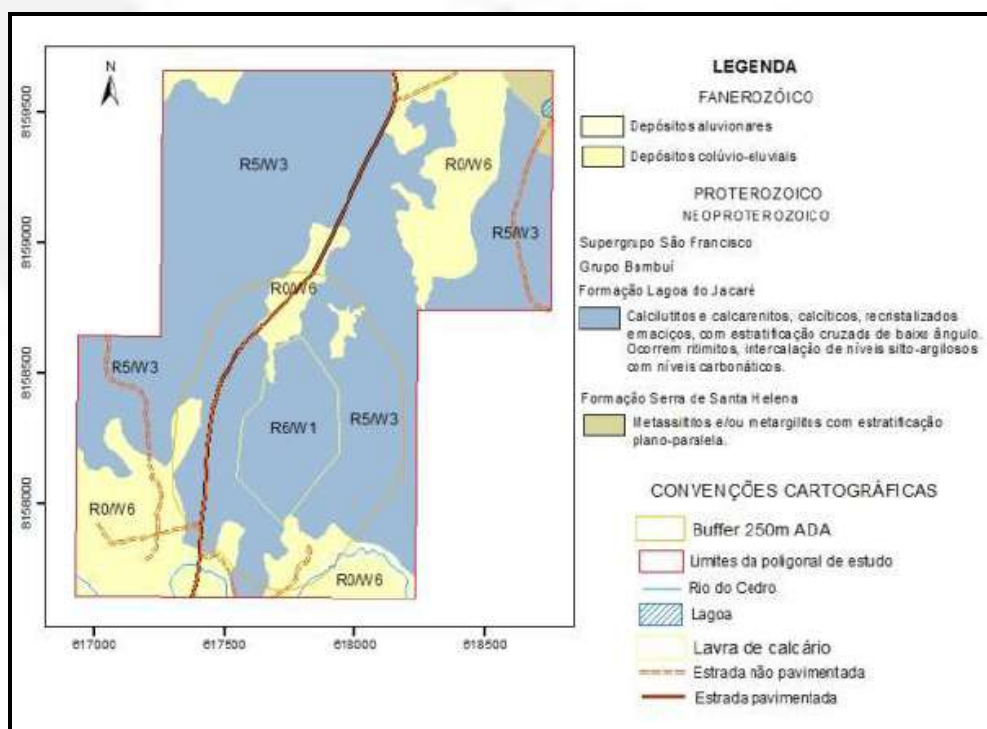 N
8159500
8159000
8158500
8158000
617000
617500
618000
618500
R5/W3
R0/W6
R5/W3
R0/W6
R5/W3
R5/W3
R6/W1
R0/W6
R0/W6
LEGENDA
FANEROZÓICO
Depósitos aluvionares
Depósitos colúvio-eluviais
PROTEROZOICO
NEOPROTEROZOICO
Supergrupo São Francisco
Grupo Bambuí
Formação Lagoa do Jacaré
Calcilutitos e calcarenitos, calcíticos, recristalizados
e maciços, com estratificação cruzada de baixo ângulo.
Ocorrem ritimitos, intercalação de níveis silto-argilosos
com níveis carbonáticos.
Formação Serra de Santa Helena
Metassiltitos e/ou metargilitos com estratificação
plano-paralela.
CONVENÇÕES CARTOGRÁFICAS
Buffer 250m ADA
Limites da poligonal de estudo
Rio do Cedro
Lagoa
Lavra de calcário
Estrada não pavimentada
Estrada pavimentada